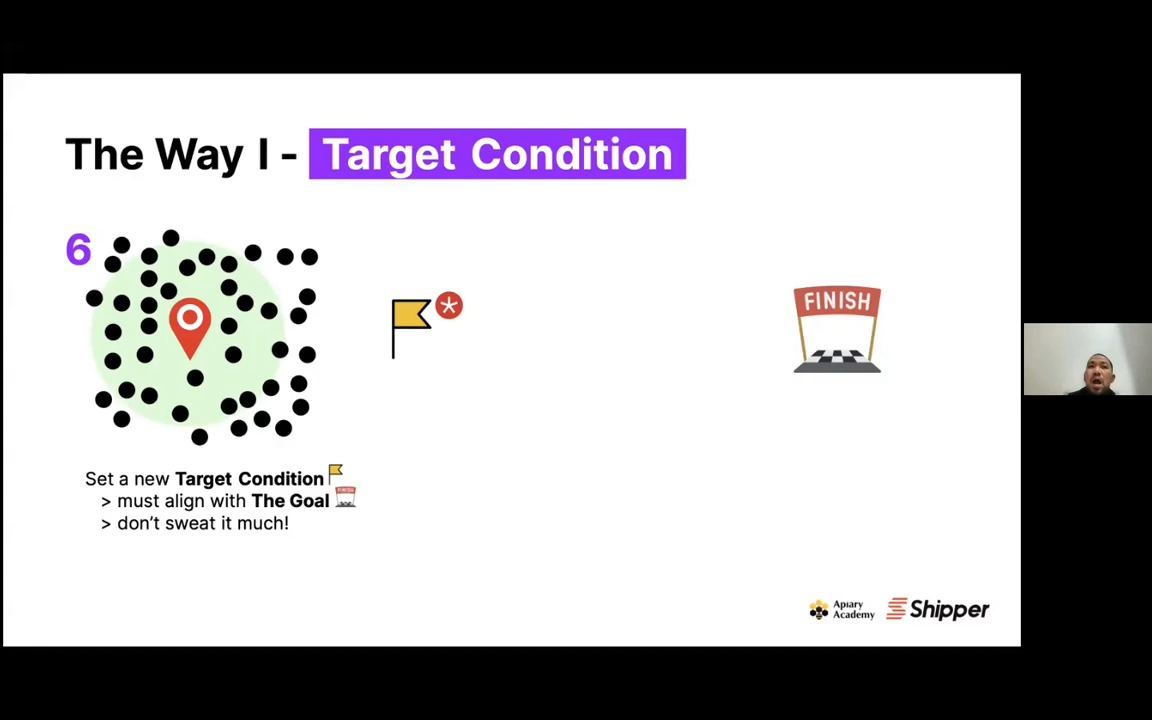 The Way I - Target Condition
6
FINISH
Set a new Target Condition
> must align with The Goal
> don't sweat it much!
Apiary
Academy
Shipper